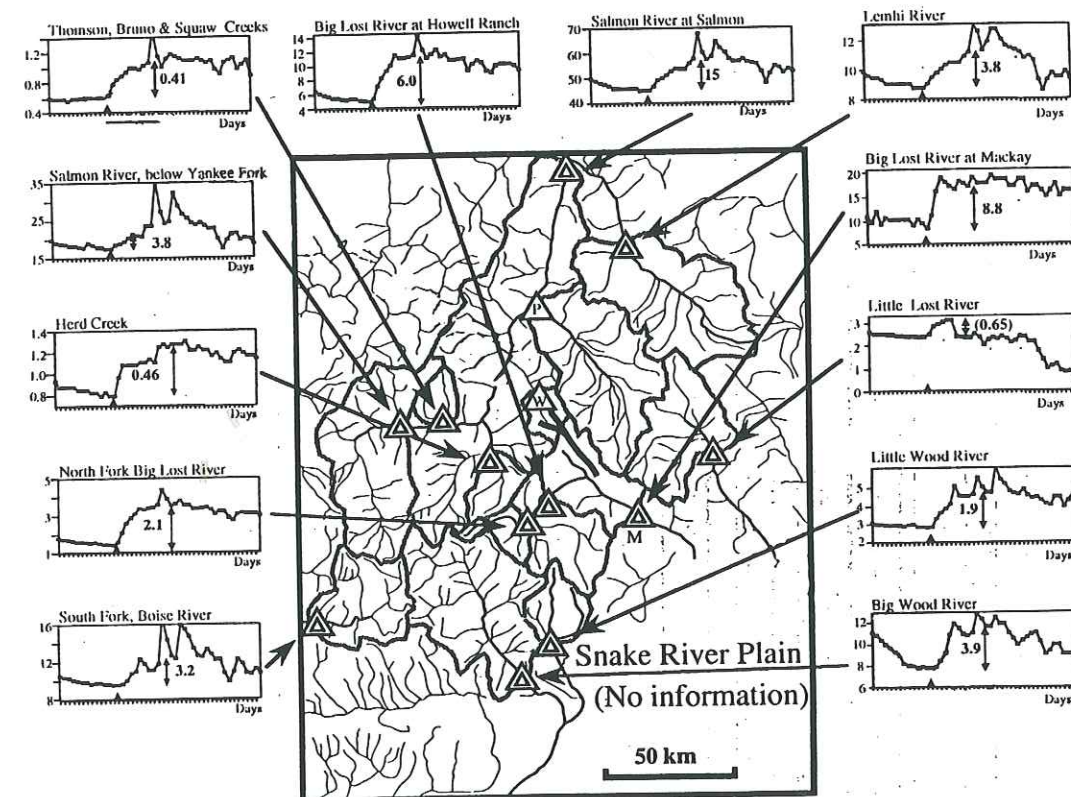 Thomson, Bruno & Squaw Creeks
1.2
0.8
0.4
0.41
Days
Big Lost River at Howell Ranch
14
12
10
8
6
4
6.0
Days
Salmon River at Salmon
70
60
50
40
15
Days
Lemhi River
12
10
8
3.8
Days
Salmon River, below Yankee Fork
35
25
15
3.8
Days
Big Lost River at Mackay
20
15
10
5
8.8
Days
Herd Creek
1.4
1.2
1.0
0.8
0.46
Days
Little Lost River
3
2
1
0
(0.65)
Days
North Fork Big Lost River
5
3
1
2.1
Days
Little Wood River
5
4
3
2
1.9
Days
South Fork, Boise River
16
12
8
3.2
Days
Big Wood River
12
10
8
6
3.9
Days
P
W
M
Snake River Plain
(No information)
50 km